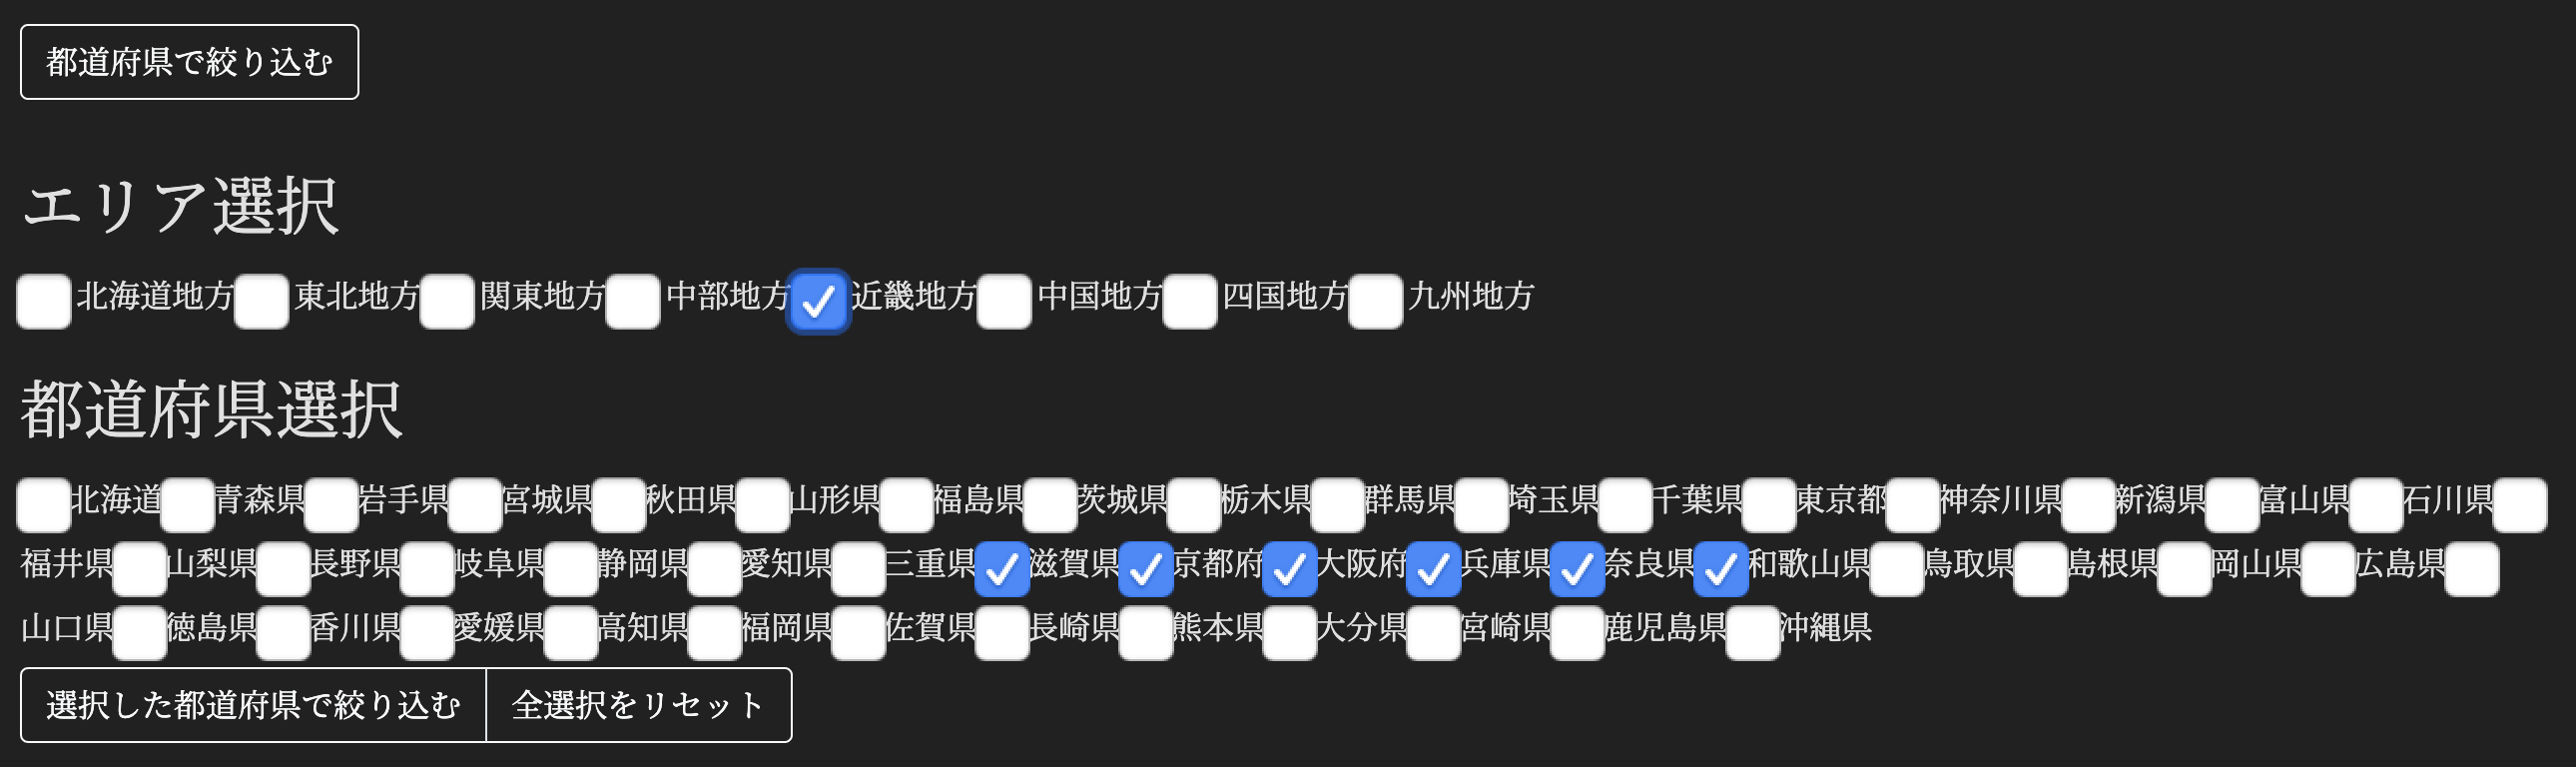 都道府県で絞り込む
エリア選択
北海道地方 東北地方 関東地方 中部地方 近畿地方 中国地方 四国地方 九州地方
都道府県選択
北海道 青森県 岩手県 宮城県 秋田県 山形県 福島県 茨城県 栃木県 群馬県 埼玉県 千葉県 東京都 神奈川県 新潟県 富山県 石川県
福井県 山梨県 長野県 岐阜県 静岡県 愛知県 三重県 滋賀県 京都府 大阪府 兵庫県 奈良県 和歌山県 鳥取県 島根県 岡山県 広島県
山口県 徳島県 香川県 愛媛県 高知県 福岡県 佐賀県 長崎県 熊本県 大分県 宮崎県 鹿児島県 沖縄県
選択した都道府県で絞り込む 全選択をリセット